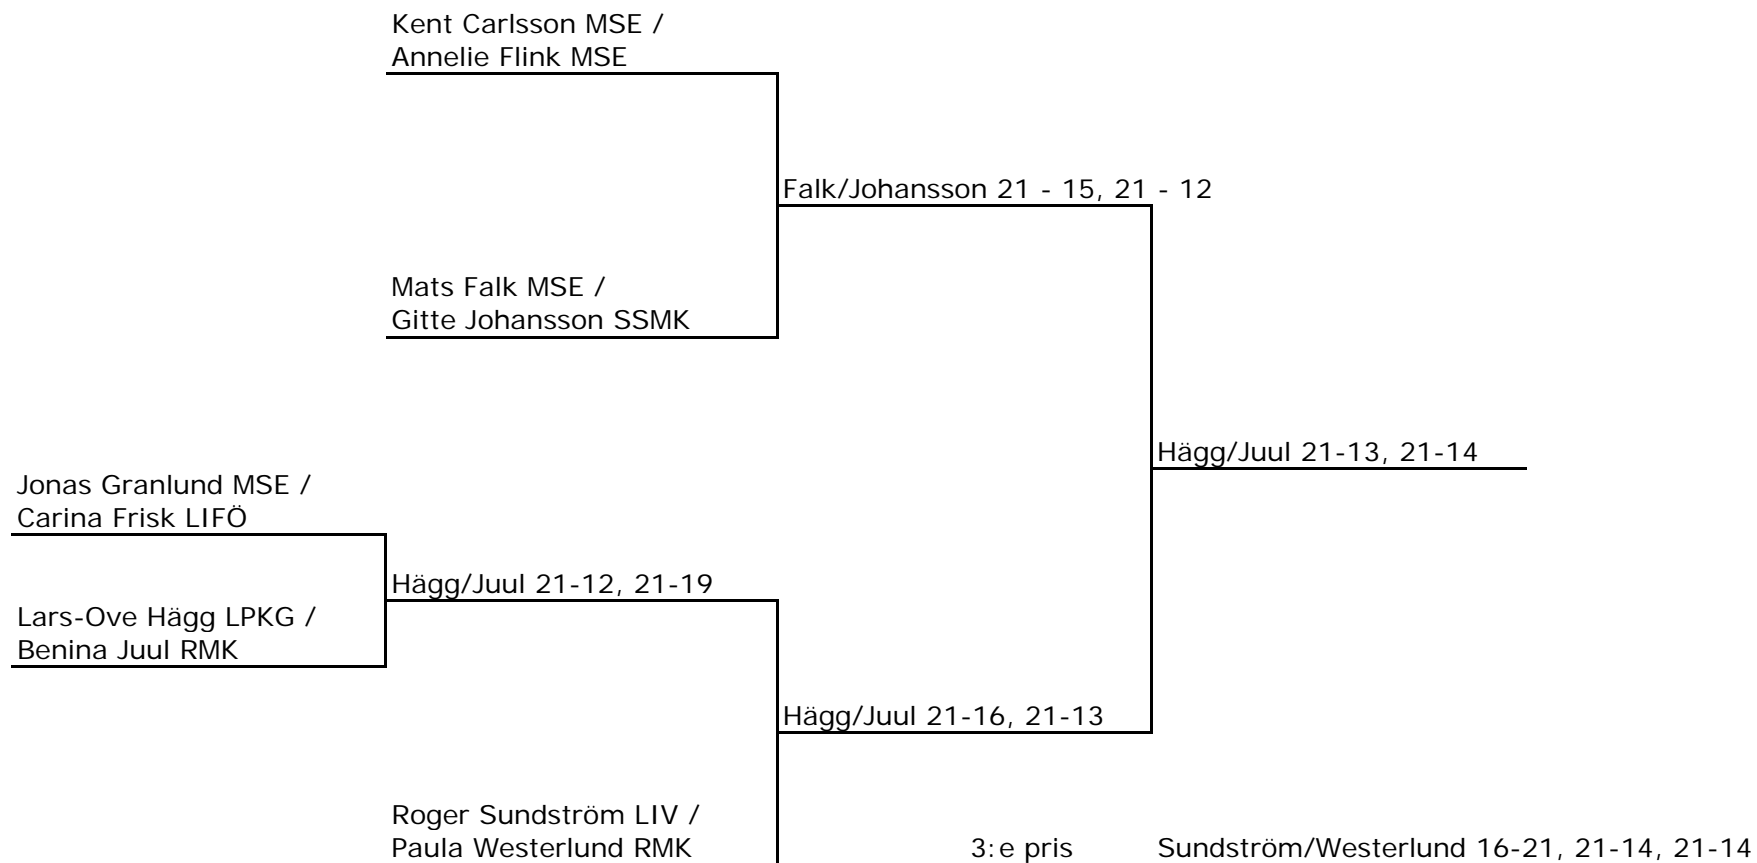 Kent Carlsson MSE /
Annelie Flink MSE
Falk/Johansson 21 - 15, 21 - 12
Mats Falk MSE /
Gitte Johansson SSMK
Hägg/Juul 21-13, 21-14
Jonas Granlund MSE /
Carina Frisk LIFÖ
Hägg/Juul 21-12, 21-19
Lars-Ove Hägg LPKG /
Benina Juul RMK
Hägg/Juul 21-16, 21-13
Roger Sundström LIV /
Paula Westerlund RMK
3:e pris Sundström/Westerlund 16-21, 21-14, 21-14